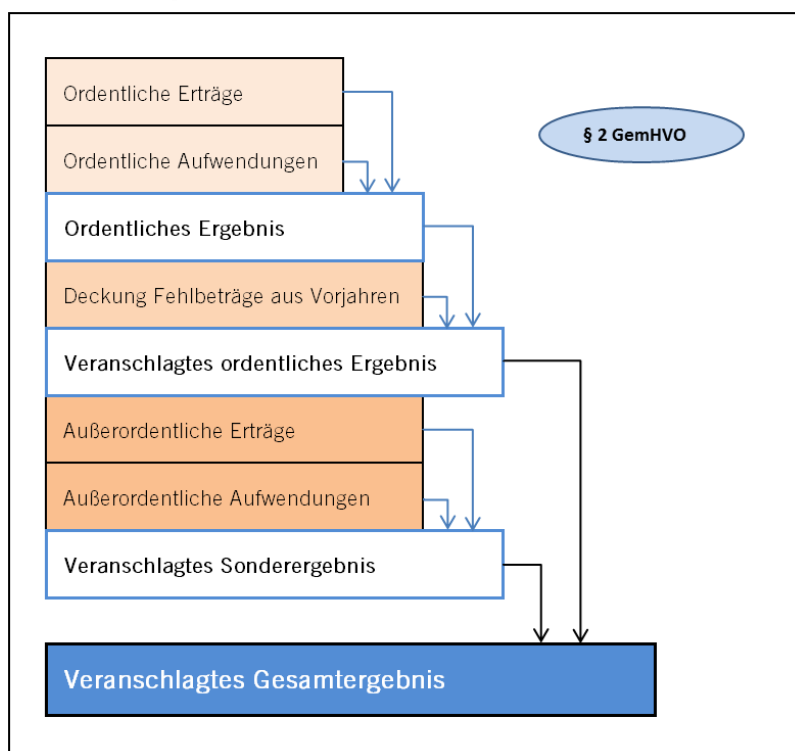 Ordentliche Erträge
§ 2 GemHVO
Ordentliche Aufwendungen
Ordentliches Ergebnis
Deckung Fehlbeträge aus Vorjahren
Veranschlagtes ordentliches Ergebnis
Außerordentliche Erträge
Außerordentliche Aufwendungen
Veranschlagtes Sonderergebnis
Veranschlagtes Gesamtergebnis